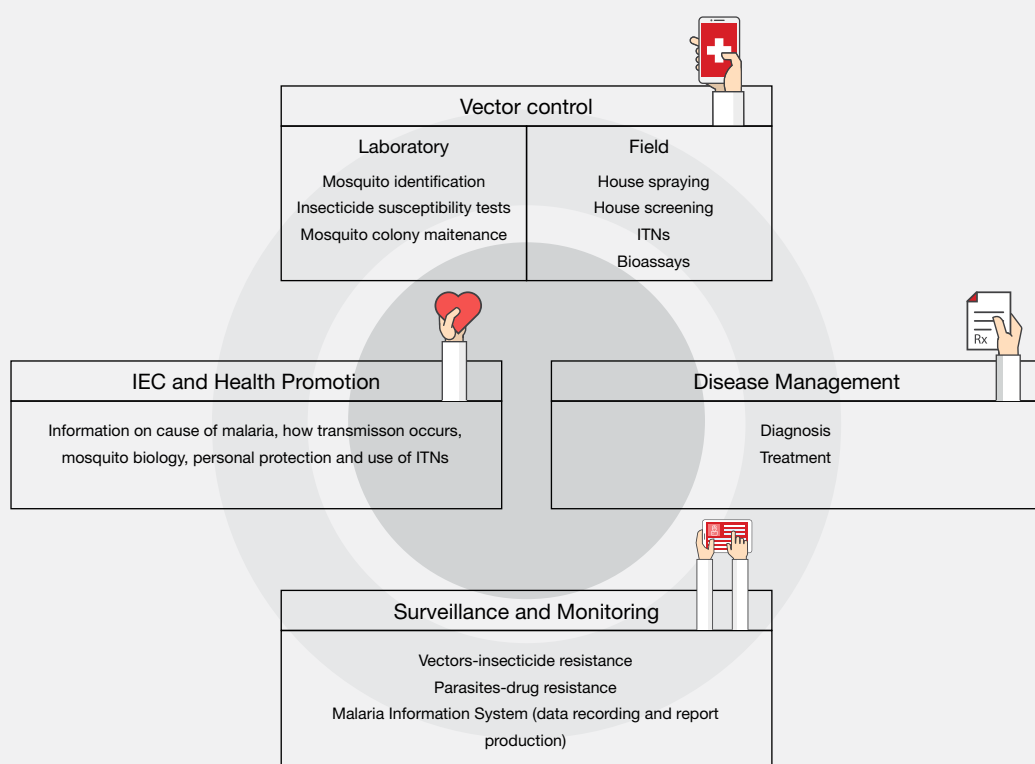 Vector control
Laboratory
Mosquito identification
Insecticide susceptibility tests
Mosquito colony maitenance
Field
House spraying
House screening
ITNs
Bioassays
IEC and Health Promotion
Information on cause of malaria, how transmisson occurs,
mosquito biology, personal protection and use of ITNs
Rx
Disease Management
Diagnosis
Treatment
Surveillance and Monitoring
Vectors-insecticide resistance
Parasites-drug resistance
Malaria Information System (data recording and report
production)